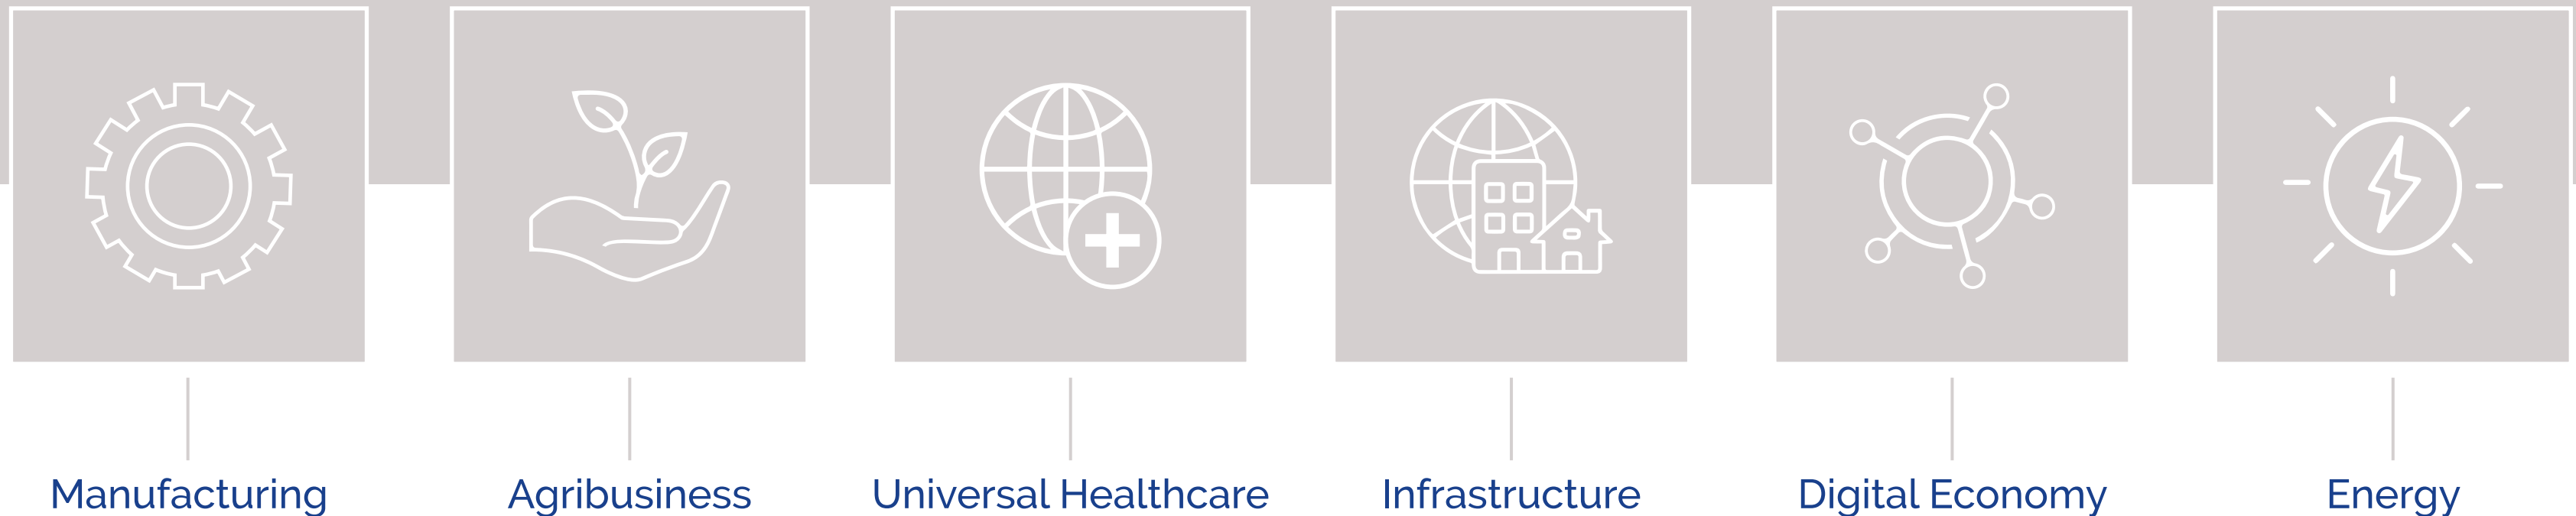 Manufacturing
Agribusiness
Universal Healthcare
Infrastructure
Digital Economy
Energy